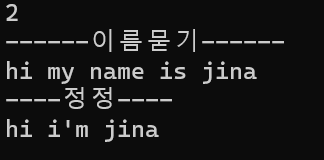 2
------이름묻기------
hi my name is jina
----정정----
hi i'm jina